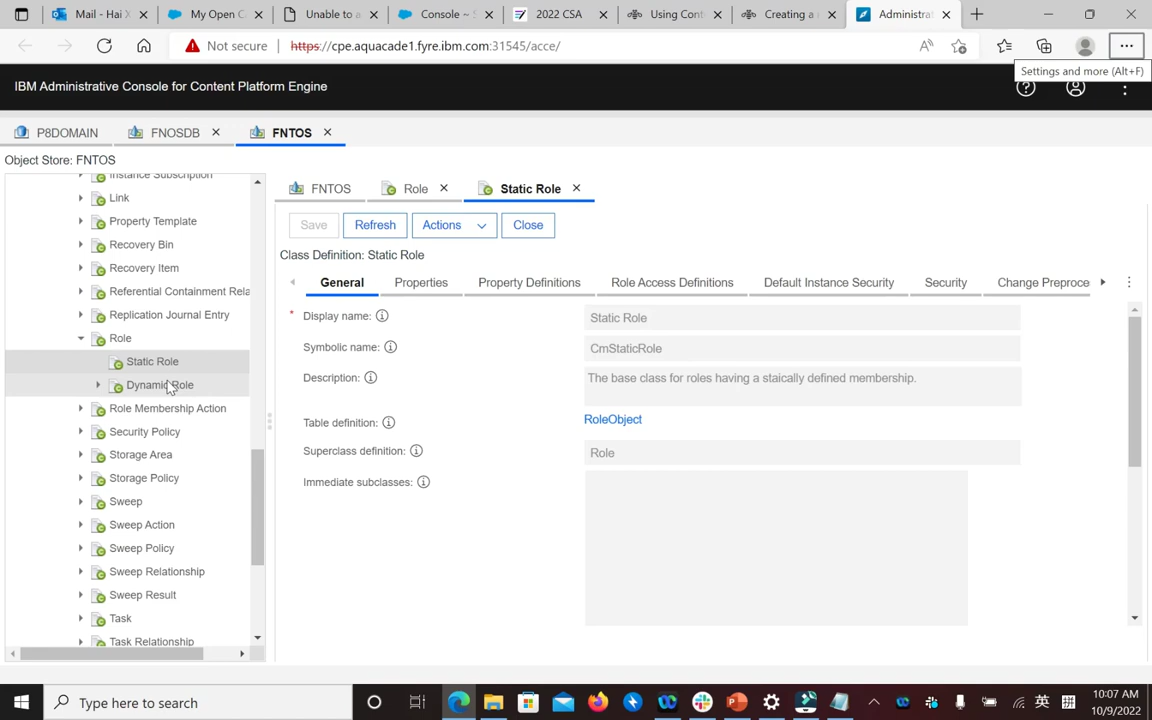 Mail - Hai X
My Open C
Unable to a
Console ~ S
2022 CSA
Using Cont
Creating a
Administrat
Not secure
https://cpe.aquacade1.fyre.ibm.com:31545/acce/
Settings and more (Alt+F)
IBM Administrative Console for Content Platform Engine
P8DOMAIN
FNOSDB
FNTOS
Object Store: FNTOS
Instance Subscription
Link
Property Template
Recovery Bin
Recovery Item
Referential Containment Rela
Replication Journal Entry
Role
Static Role
Dynamic Role
Role Membership Action
Security Policy
Storage Area
Storage Policy
Sweep
Sweep Action
Sweep Policy
Sweep Relationship
Sweep Result
Task
Task Relationship
FNTOS
Role
Static Role
Save
Refresh
Actions
Close
Class Definition: Static Role
General
Properties
Property Definitions
Role Access Definitions
Default Instance Security
Security
Change Preproce
* Display name:
Static Role
Symbolic name:
CmStaticRole
Description:
The base class for roles having a staically defined membership.
Table definition:
RoleObject
Superclass definition:
Role
Immediate subclasses:
Type here to search
英
拼
10:07 AM
10/9/2022